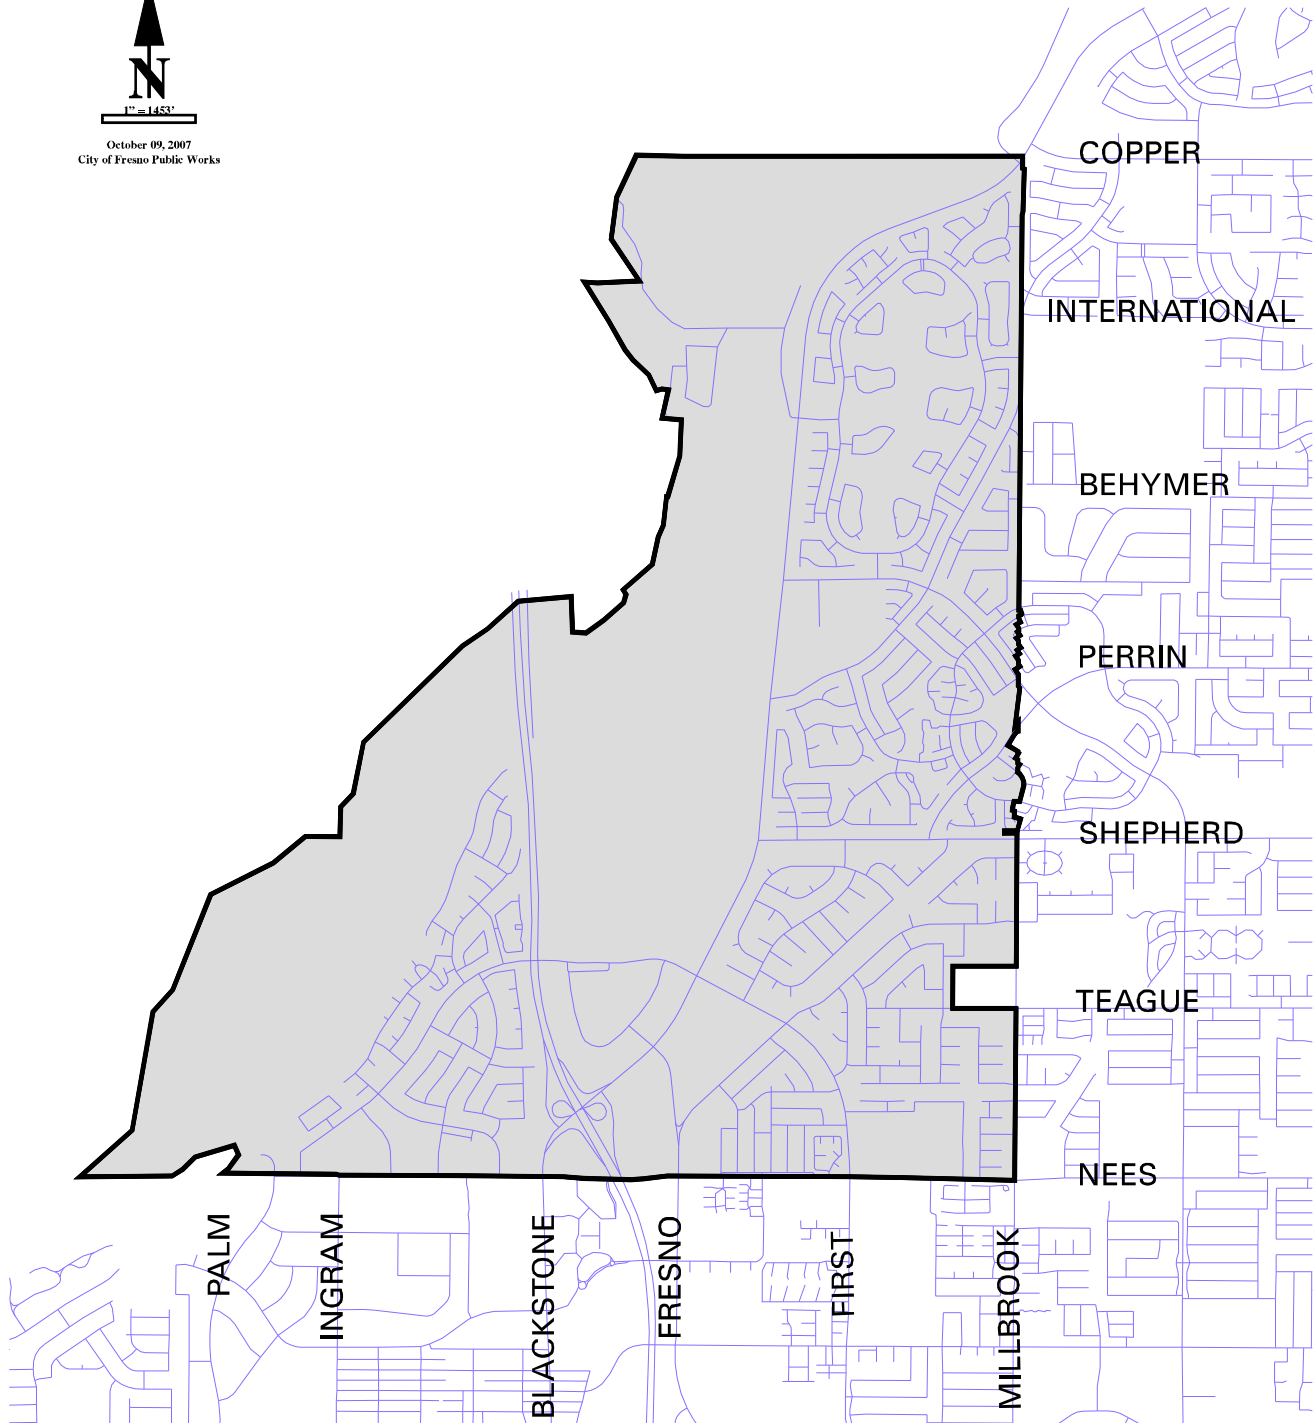 N
1" = 1453'
October 09, 2007
City of Fresno Public Works
COPPER
INTERNATIONAL
BEHYMER
PERRIN
SHEPHERD
TEAGUE
NEES
PALM
INGRAM
BLACKSTONE
FRESNO
FIRST
MILLBROOK